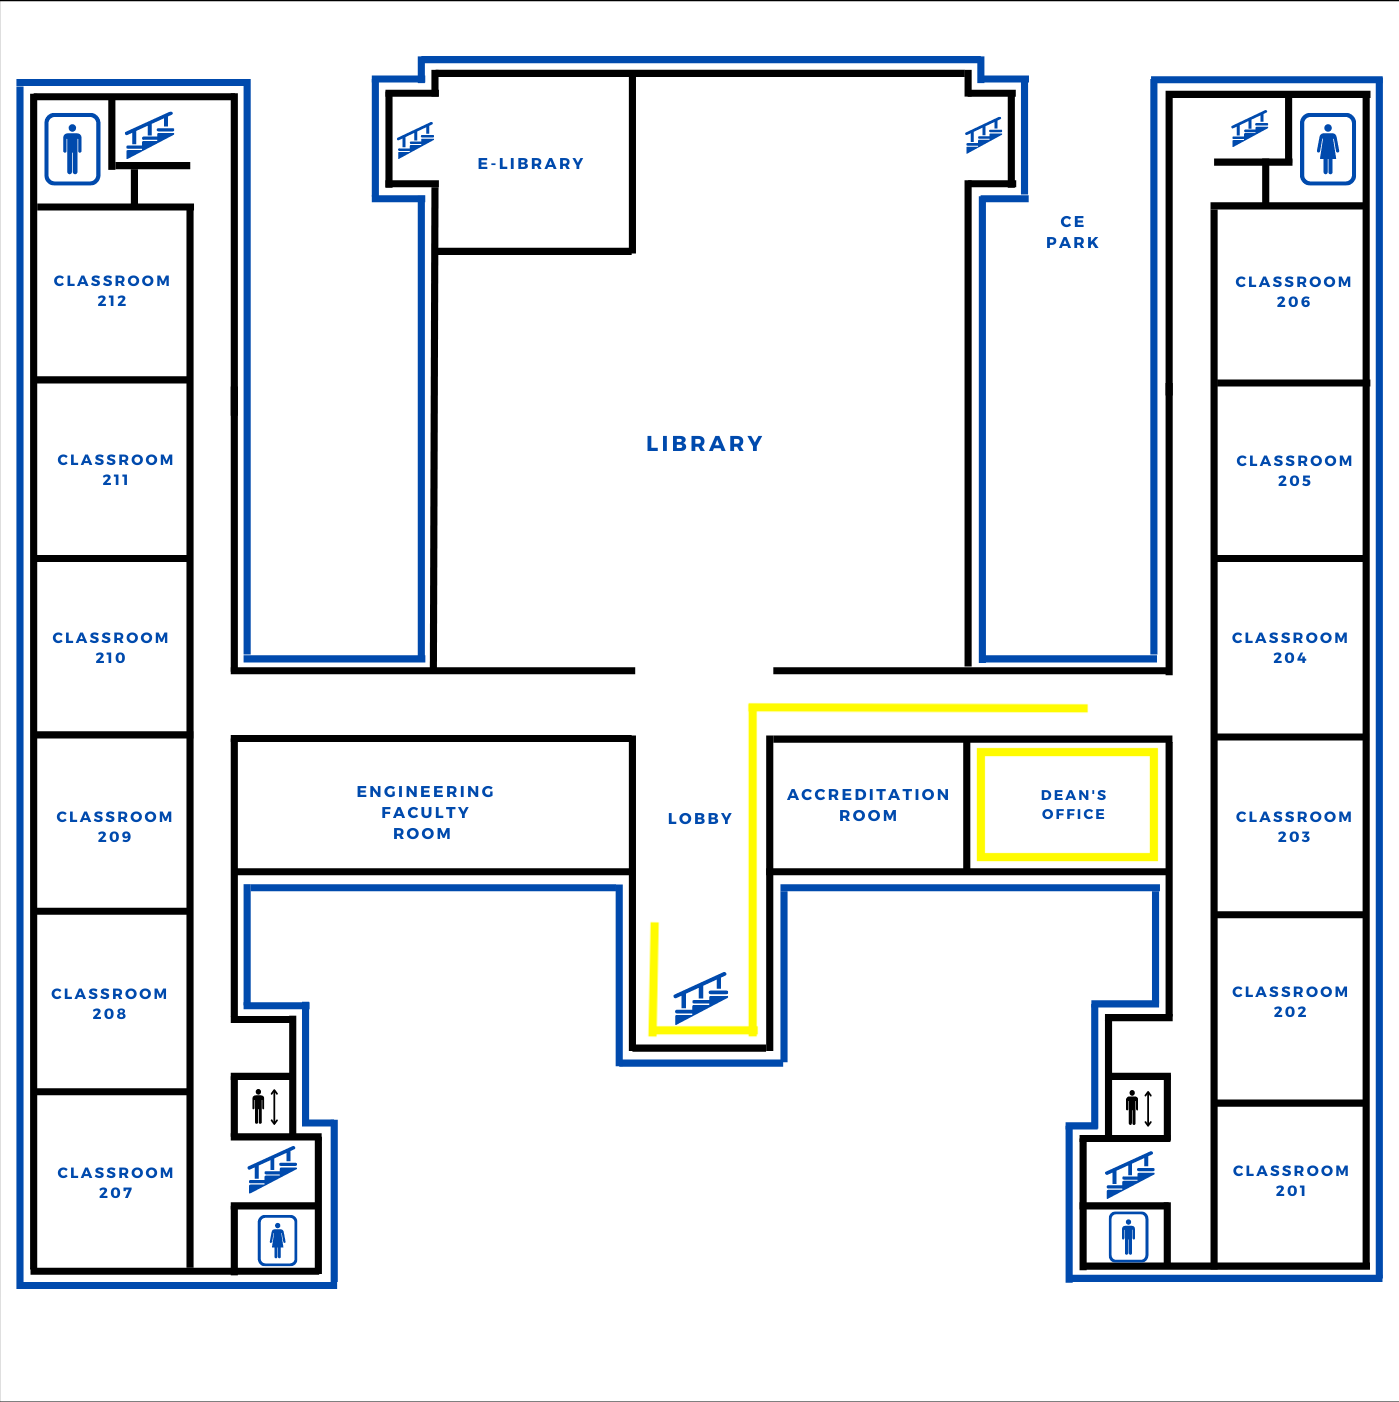 E-LIBRARY
CE
PARK
CLASSROOM
212
CLASSROOM
206
LIBRARY
CLASSROOM
211
CLASSROOM
205
CLASSROOM
210
CLASSROOM
204
ENGINEERING
FACULTY
ROOM
LOBBY
ACCREDITATION
ROOM
DEAN'S
OFFICE
CLASSROOM
209
CLASSROOM
203
CLASSROOM
208
CLASSROOM
202
CLASSROOM
207
CLASSROOM
201